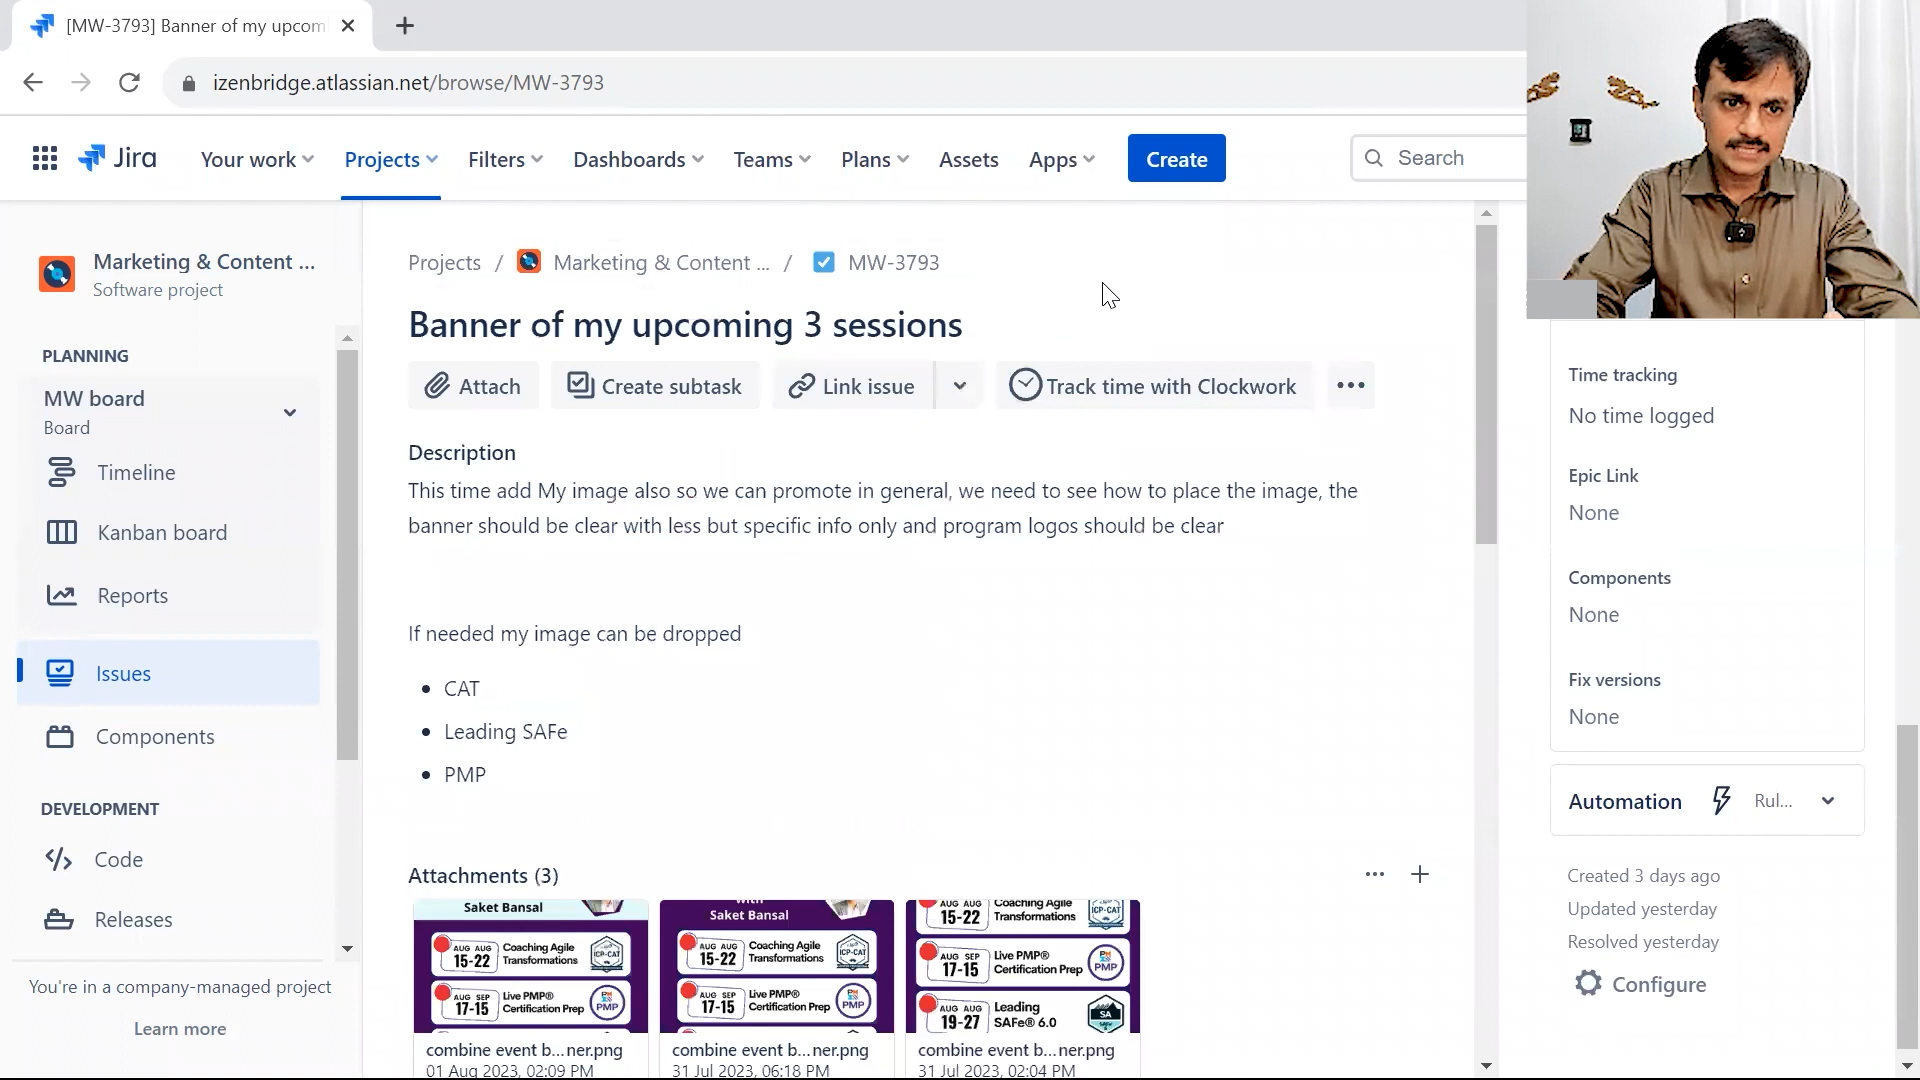 [MW-3793] Banner of my upcom
izenbridge.atlassian.net/browse/MW-3793
Jira
Your work
Projects
Filters
Dashboards
Teams
Plans
Assets
Apps
Create
Search
Marketing & Content ...
Software project
PLANNING
MW board
Board
Timeline
Kanban board
Reports
Issues
Components
DEVELOPMENT
Code
Releases
You're in a company-managed project
Learn more
Projects / Marketing & Content ... / MW-3793
Banner of my upcoming 3 sessions
Attach
Create subtask
Link issue
Track time with Clockwork
Description
This time add My image also so we can promote in general, we need to see how to place the image, the
banner should be clear with less but specific info only and program logos should be clear
If needed my image can be dropped
• CAT
• Leading SAFe
• PMP
Attachments (3)
Saket Bansal
AUG AUG
15-22
Coaching Agile
Transformations
ICP-CAT
AUG SEP
17-15
Live PMP®
Certification Prep
PMP
combine event b...ner.png
01 Aug 2023, 02:09 PM
With
Saket Bansal
AUG AUG
15-22
Coaching Agile
Transformations
ICP-CAT
AUG SEP
17-15
Live PMP®
Certification Prep
PMP
combine event b...ner.png
31 Jul 2023, 06:18 PM
AUG AUG
15-22
Coaching Agile
Transformations
ICP-CAT
AUG SEP
17-15
Live PMP®
Certification Prep
PMP
AUG AUG
19-27
Leading
SAFe® 6.0
SA
combine event b...ner.png
31 Jul 2023, 02:04 PM
Time tracking
No time logged
Epic Link
None
Components
None
Fix versions
None
Automation
Rul...
Created 3 days ago
Updated yesterday
Resolved yesterday
Configure